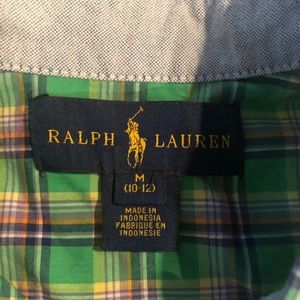 RALPH LAUREN
M
(10-12)
MADE IN
INDONESIA
FABRIQUE EN
INDONESIE